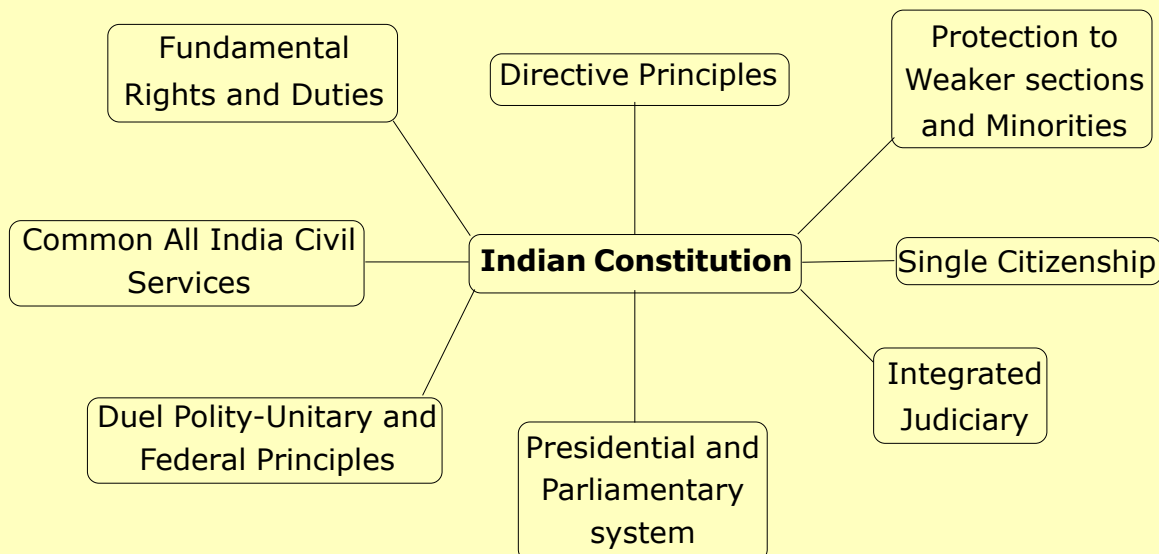 Fundamental
Rights and Duties
Directive Principles
Protection to
Weaker sections
and Minorities
Common All India Civil
Services
Indian Constitution
Single Citizenship
Duel Polity-Unitary and
Federal Principles
Presidential and
Parliamentary
system
Integrated
Judiciary